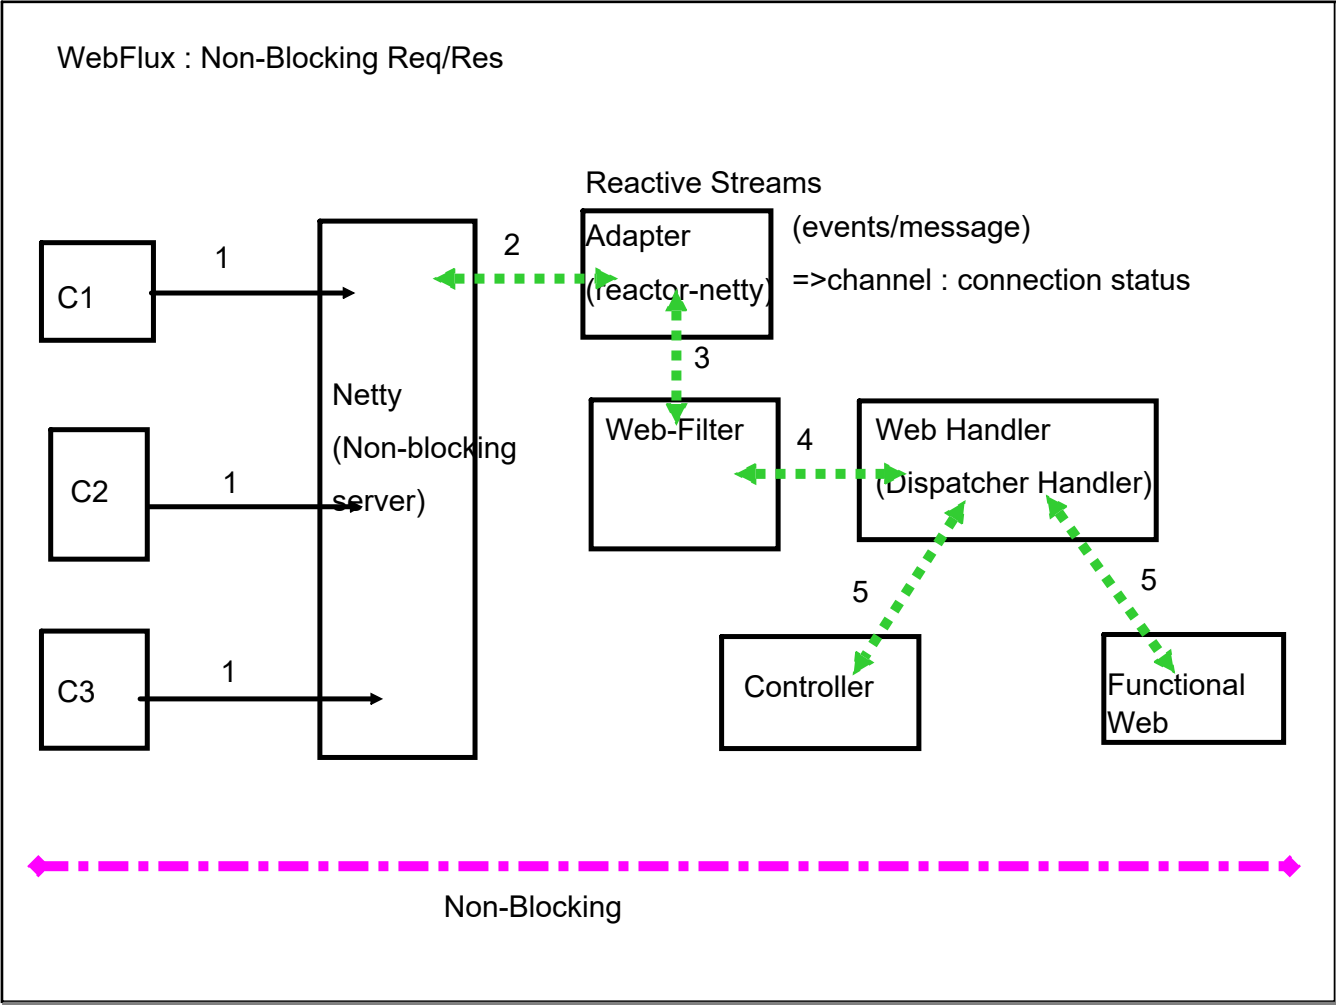 WebFlux : Non-Blocking Req/Res
Reactive Streams
Adapter
(reactor-netty)
(events/message)
=>channel : connection status
C1
1
2
3
Netty
(Non-blocking
server)
Web-Filter
4
Web Handler
(Dispatcher Handler)
C2
1
5
5
C3
1
Controller
Functional
Web
Non-Blocking